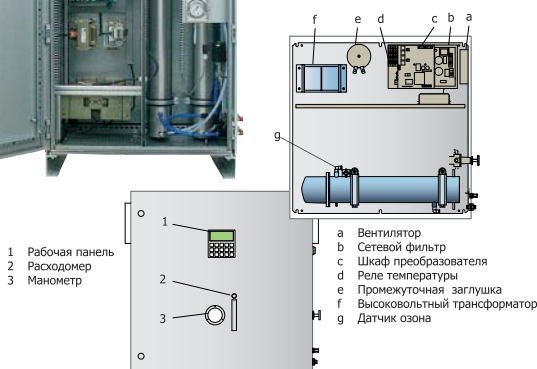 f
e
d
c
b
a
g
1
2
3
1 Рабочая панель
2 Расходомер
3 Манометр
a Вентилятор
b Сетевой фильтр
c Шкаф преобразователя
d Реле температуры
e Промежуточная заглушка
f Высоковольтный трансформатор
g Датчик озона